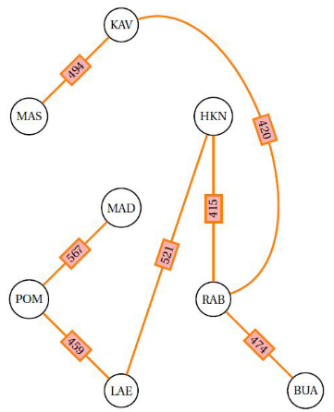 KAV
494
MAS
HKN
420
415
MAD
521
567
POM
RAB
459
474
LAE
BUA